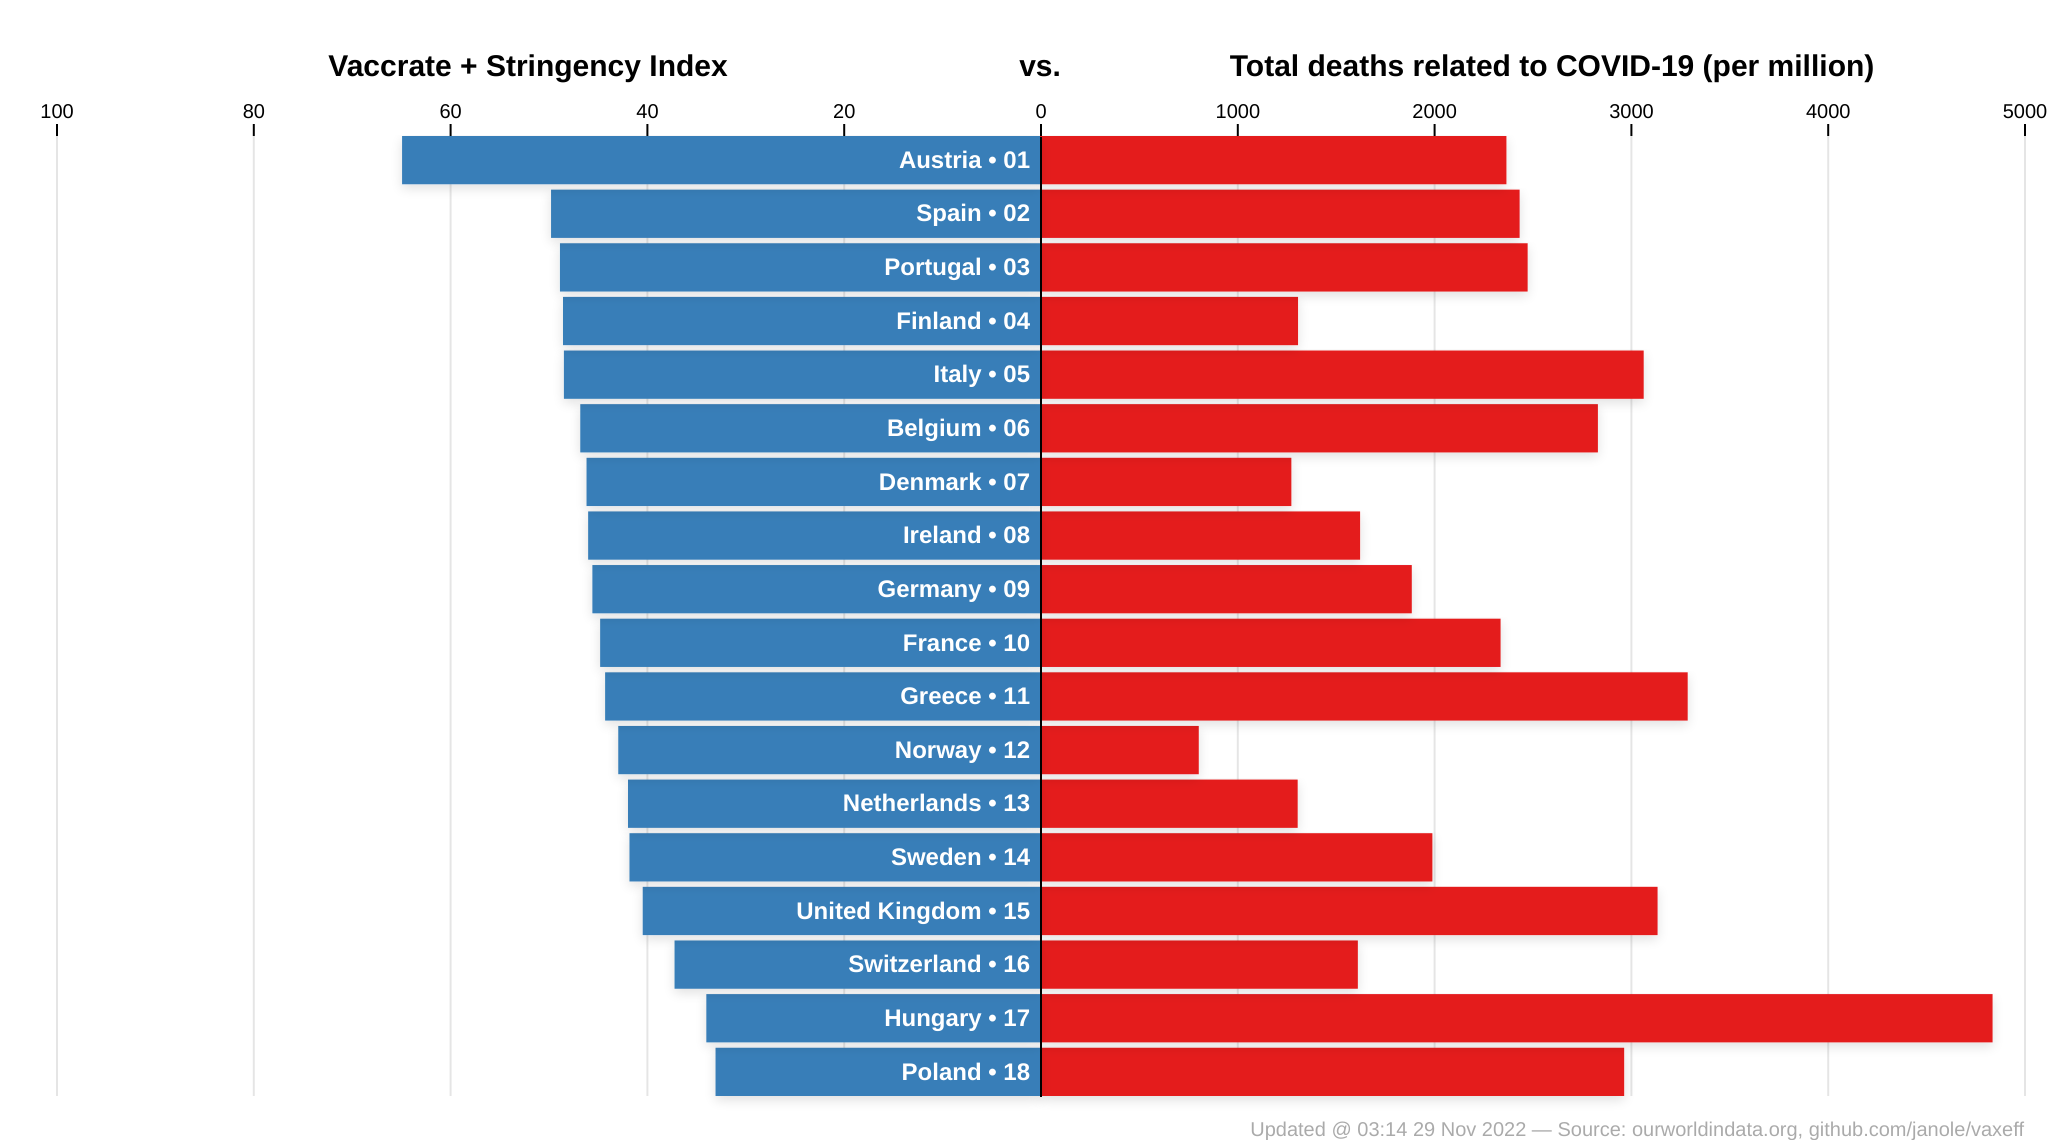 Vaccrate + Stringency Index vs. Total deaths related to COVID-19 (per million)
100 80 60 40 20 0 1000 2000 3000 4000 5000
Austria • 01
Spain • 02
Portugal • 03
Finland • 04
Italy • 05
Belgium • 06
Denmark • 07
Ireland • 08
Germany • 09
France • 10
Greece • 11
Norway • 12
Netherlands • 13
Sweden • 14
United Kingdom • 15
Switzerland • 16
Hungary • 17
Poland • 18
Updated @ 03:14 29 Nov 2022 — Source: ourworldindata.org, github.com/janole/vaxeff